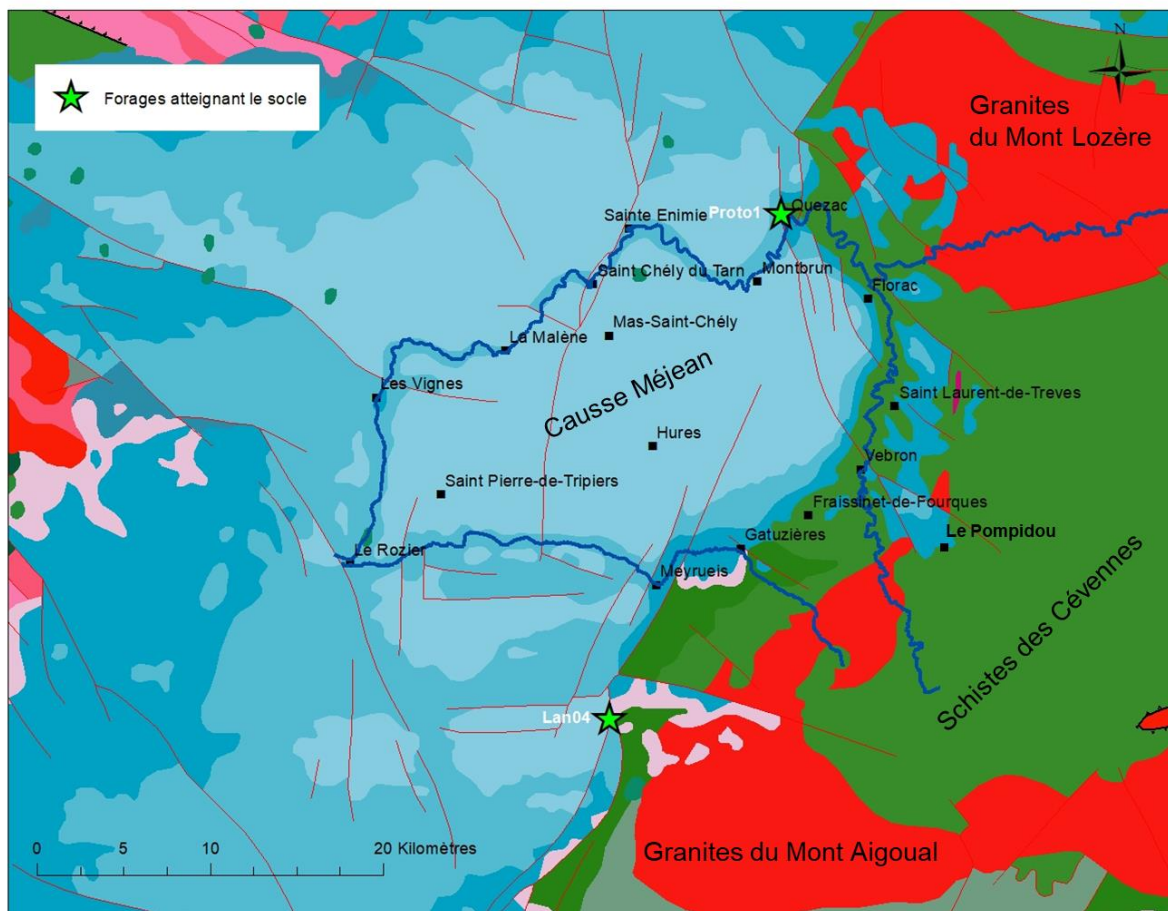 N
Forages atteignant le socle
Granites
du Mont Lozère
Proto1
Quezac
Sainte Enimie
Saint Chély du Tarn
Montbrun
Florac
Mas-Saint-Chély
La Malène
Causse Méjean
Les Vignes
Saint Laurent-de-Treves
Hures
Vebron
Saint Pierre-de-Tripiers
Fraissinet-de-Fourques
Le Pompidou
Gatuzières
Le Rozier
Meyrueis
Schistes des Cévennes
Lan04
Granites du Mont Aigoual
0 5 10 20 Kilomètres